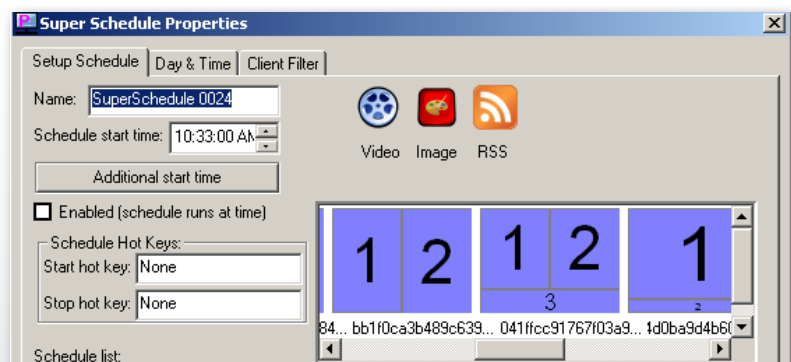 Super Schedule Properties
Setup Schedule Day & Time Client Filter
Name: SuperSchedule 0024
Schedule start time: 10:33:00 AM
Additional start time
Enabled (schedule runs at time)
Schedule Hot Keys:
Start hot key: None
Stop hot key: None
Schedule list:
Video Image RSS
1 2 1 2 1
3 2
84... bb1f0ca3b489c639... 041ffcc91767f03a9... 4d0ba9d4b60